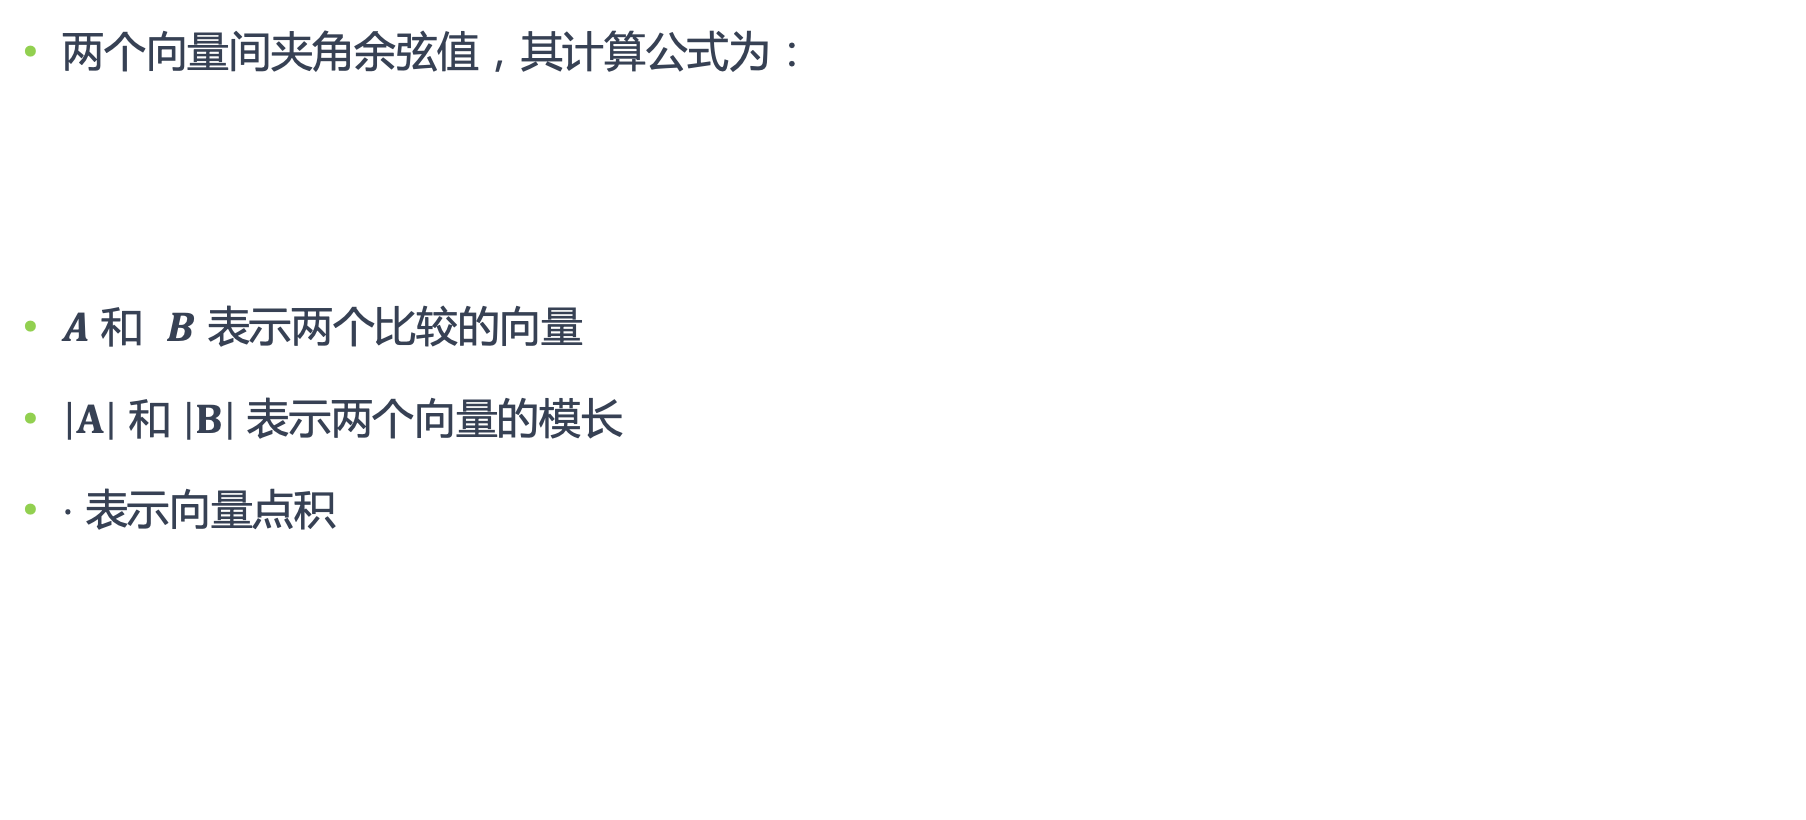 • 两个向量间夹角余弦值，其计算公式为：
• A 和 B 表示两个比较的向量
• |A| 和 |B| 表示两个向量的模长
• · 表示向量点积